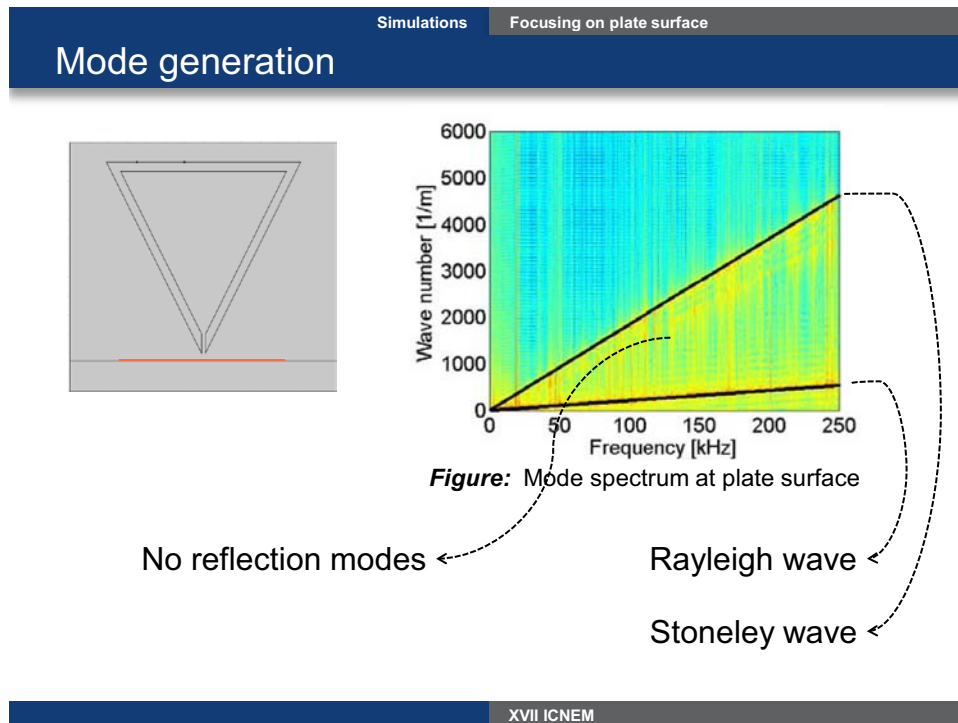 Simulations
Focusing on plate surface
Mode generation
6000
5000
4000
3000
2000
1000
0
Wave number [1/m]
0 50 100 150 200 250
Frequency [kHz]
Figure: Mode spectrum at plate surface
No reflection modes
Rayleigh wave
Stoneley wave
XVII ICNEM